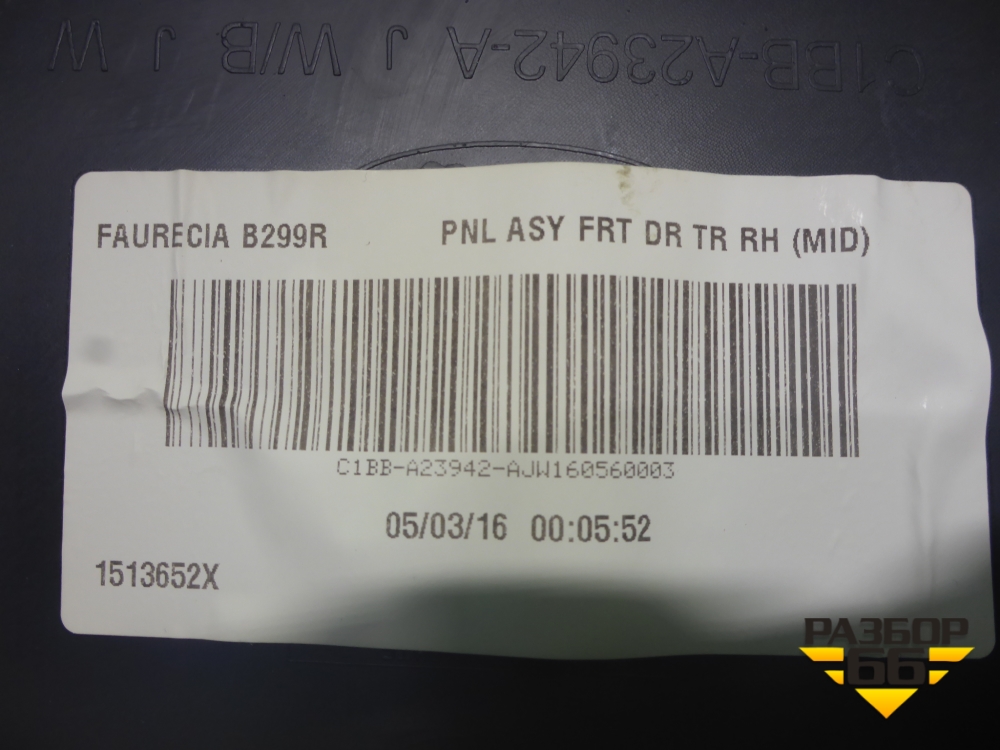 C1BB-A23942-A J W/B J W
FAURECIA B299R PNL ASY FRT DR TR RH (MID)
C1BB-A23942-AJW160560003
05/03/16 00:05:52
1513652X
РАЗБОР
66